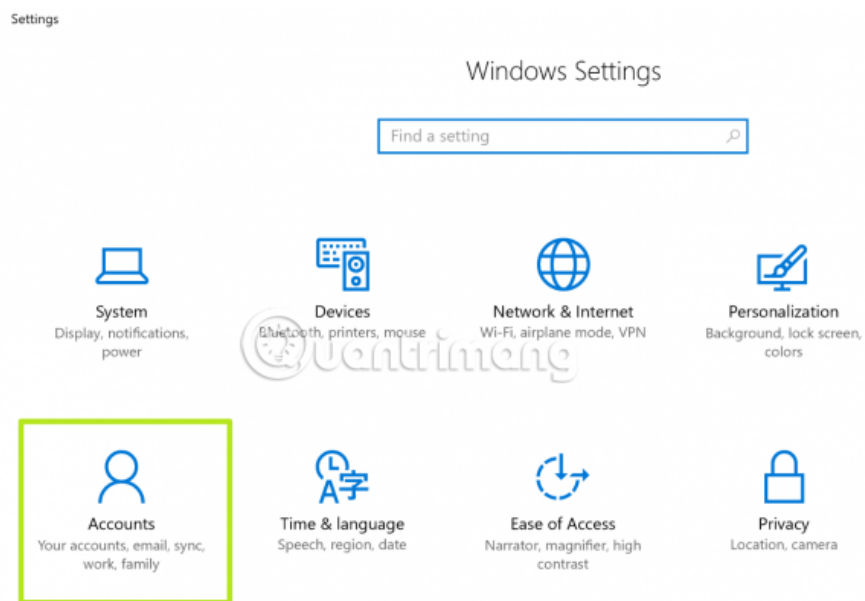 Settings
Windows Settings
Find a setting
System
Display, notifications,
power
Devices
Bluetooth, printers, mouse
Network & Internet
Wi-Fi, airplane mode, VPN
Personalization
Background, lock screen,
colors
Quantrimang
Accounts
Your accounts, email, sync,
work, family
Time & language
Speech, region, date
Ease of Access
Narrator, magnifier, high
contrast
Privacy
Location, camera